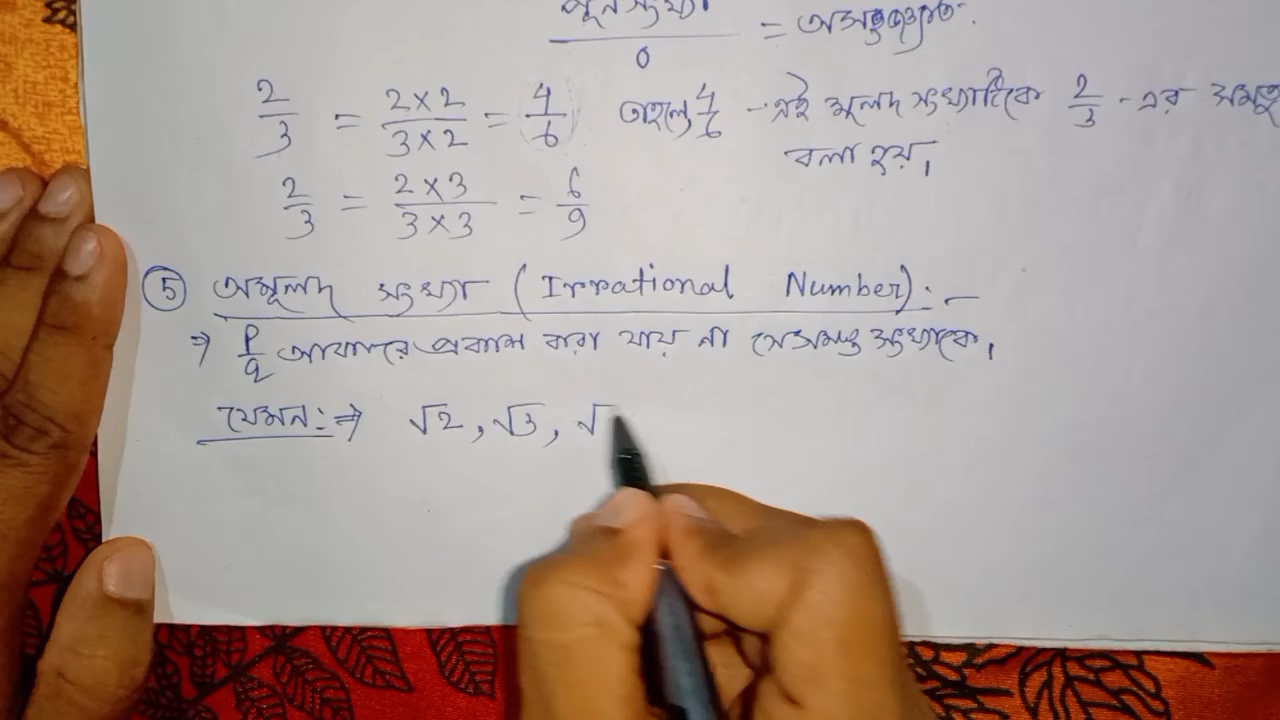 পূর্ণসংখ্যা / 0 = অসংজ্ঞাত.
2/3 = 2×2/3×2 = 4/6 তাহলে 4/6 - এই মূলদ সংখ্যাটিকে 2/3 - এর
বলা হয়।
2/3 = 2×3/3×3 = 6/9
⑤ অমূলদ সংখ্যা (Irrational Number):-
⇒ p/q আকারে প্রকাশ করা যায় না সেসমস্ত সংখ্যাকে।
যেমন:⇒ √2, √3, √